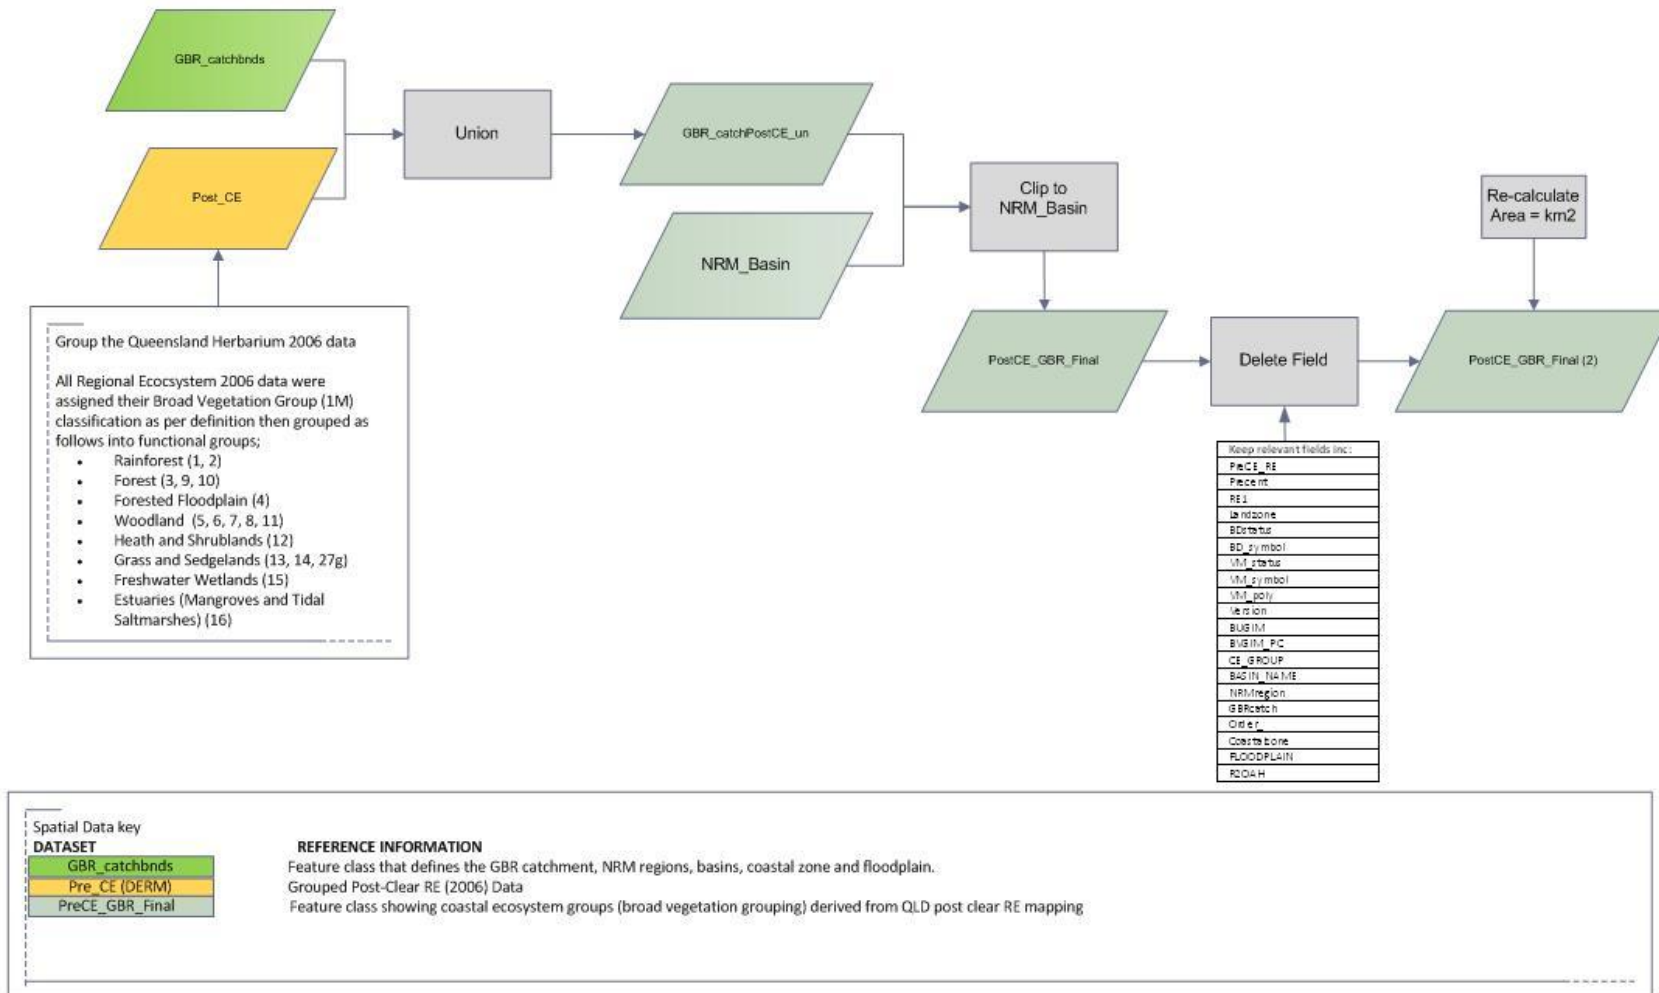 GBR_catchbnds
Post_CE
Union
GBR_catchPostCE_un
NRM_Basin
Clip to
NRM_Basin
Re-calculate
Area = km2
PostCE_GBR_Final
Delete Field
PostCE_GBR_Final (2)
Group the Queensland Herbarium 2006 data
All Regional Ecocsystem 2006 data were
assigned their Broad Vegetation Group (1M)
classification as per definition then grouped as
follows into functional groups;
• Rainforest (1, 2)
• Forest (3, 9, 10)
• Forested Floodplain (4)
• Woodland (5, 6, 7, 8, 11)
• Heath and Shrublands (12)
• Grass and Sedgelands (13, 14, 27g)
• Freshwater Wetlands (15)
• Estuaries (Mangroves and Tidal
Saltmarshes) (16)
Keep relevant fields inc:
PreCE_RE
Precent
RE1
Landzone
BDstatus
BD_symbol
VM_status
VM_symbol
VM_poly
Version
BUGIM
BVGIM_PC
CE_GROUP
BASIN_NAME
NRMregion
GBRcatch
Order_
FLOODPLAIN
Spatial Data key
DATASET REFERENCE INFORMATION
GBR_catchbnds Feature class that defines the GBR catchment, NRM regions, basins, coastal zone and floodplain.
Pre_CE (DERM) Grouped Post-Clear RE (2006) Data
PreCE_GBR_Final Feature class showing coastal ecosystem groups (broad vegetation grouping) derived from QLD post clear RE mapping